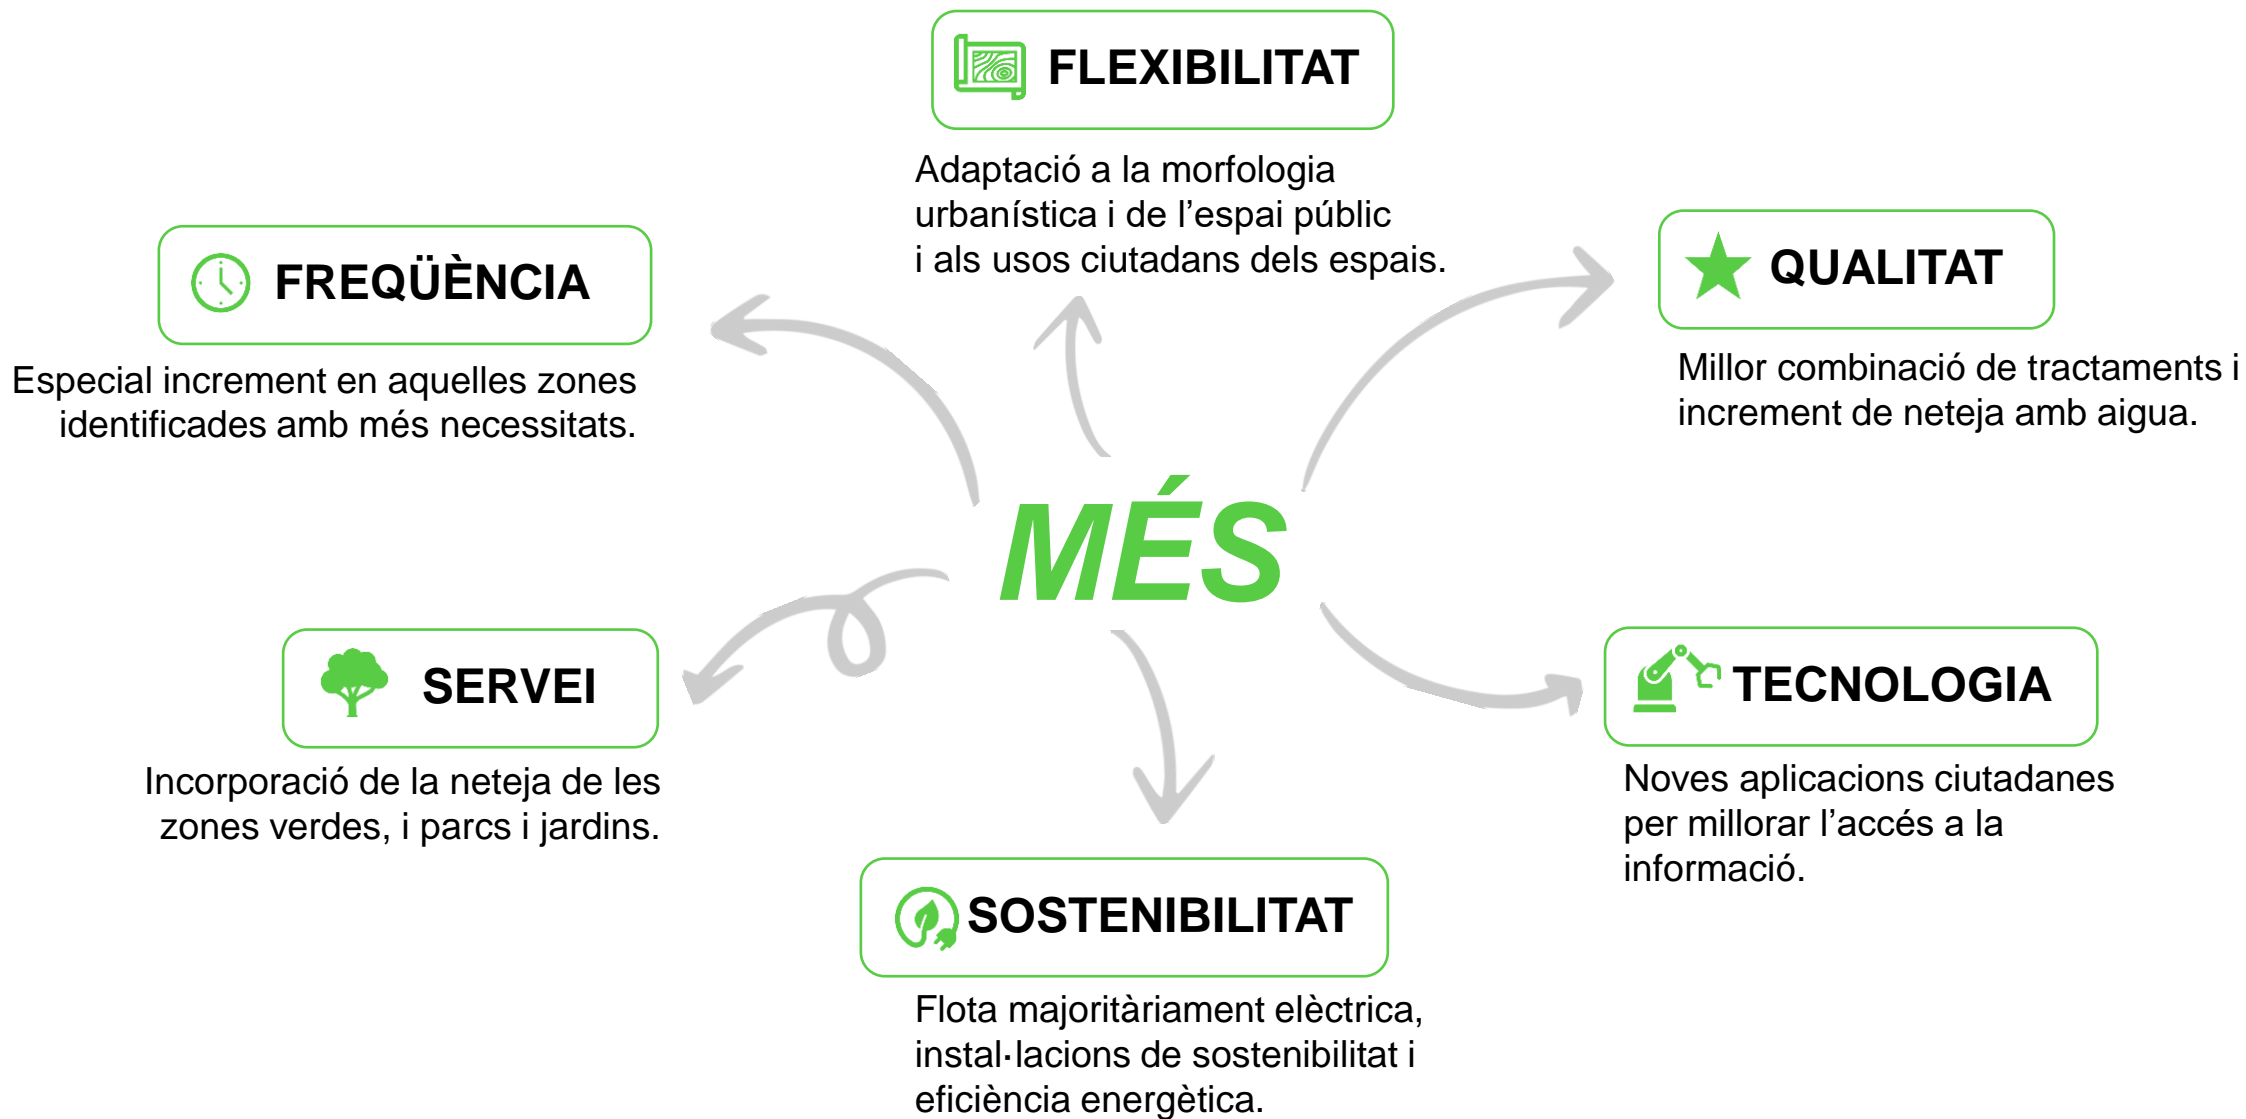 FLEXIBILITAT
Adaptació a la morfologia
urbanística i de l’espai públic
i als usos ciutadans dels espais.
FREQÜÈNCIA
Especial increment en aquelles zones
identificades amb més necessitats.
QUALITAT
Millor combinació de tractaments i
increment de neteja amb aigua.
MÉS
SERVEI
Incorporació de la neteja de les
zones verdes, i parcs i jardins.
TECNOLOGIA
Noves aplicacions ciutadanes
per millorar l’accés a la
informació.
SOSTENIBILITAT
Flota majoritàriament elèctrica,
instal·lacions de sostenibilitat i
eficiència energètica.